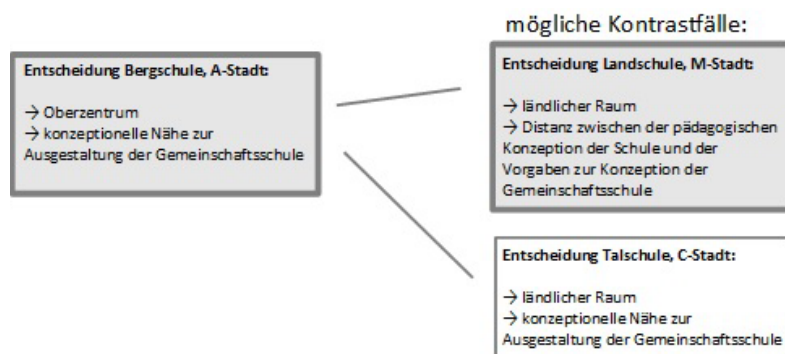 mögliche Kontrastfälle:
Entscheidung Bergschule, A-Stadt:
→ Oberzentrum
→ konzeptionelle Nähe zur
Ausgestaltung der Gemeinschaftsschule
Entscheidung Landschule, M-Stadt:
→ ländlicher Raum
→ Distanz zwischen der pädagogischen
Konzeption der Schule und der
Vorgaben zur Konzeption der
Gemeinschaftsschule
Entscheidung Talschule, C-Stadt:
→ ländlicher Raum
→ konzeptionelle Nähe zur
Ausgestaltung der Gemeinschaftsschule